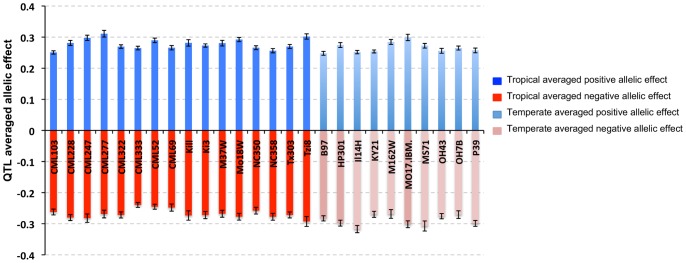 QTL averaged allelic effect
0.4
0.3
0.2
0.1
0
-0.1
-0.2
-0.3
-0.4
CML103
CML228
CML247
CML277
CML322
CML333
CML52
CML69
Kill
Ki3
M37W
Mo18W
NC350
NC358
Tx303
Tzi8
B97
HP301
Il14H
KY21
M162W
MO17.IBM.
MS71
OH43
OH7B
P39
Tropical averaged positive allelic effect
Tropical averaged negative allelic effect
Temperate averaged positive allelic effect
Temperate averaged negative allelic effect